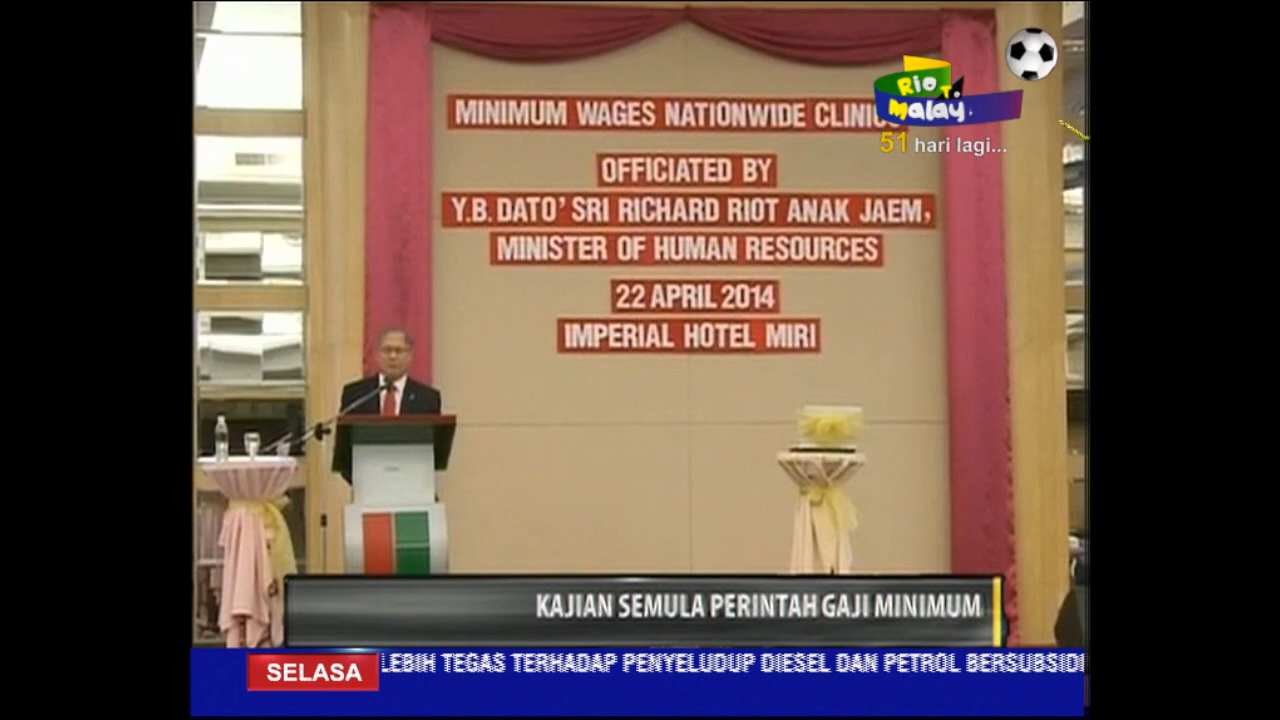 MINIMUM WAGES NATIONWIDE
OFFICIATED BY
Y.B. DATO' SRI RICHARD RIOT ANAK JAEM,
MINISTER OF HUMAN RESOURCES
22 APRIL 2014
IMPERIAL HOTEL MIRI
Rio T.
Malay
51 hari lagi...
KAJIAN SEMULA PERINTAH GAJI MINIMUM
SELASA
LEBIH TEGAS TERHADAP PENYELUDUP DIESEL DAN PETROL BERSUBSIDI